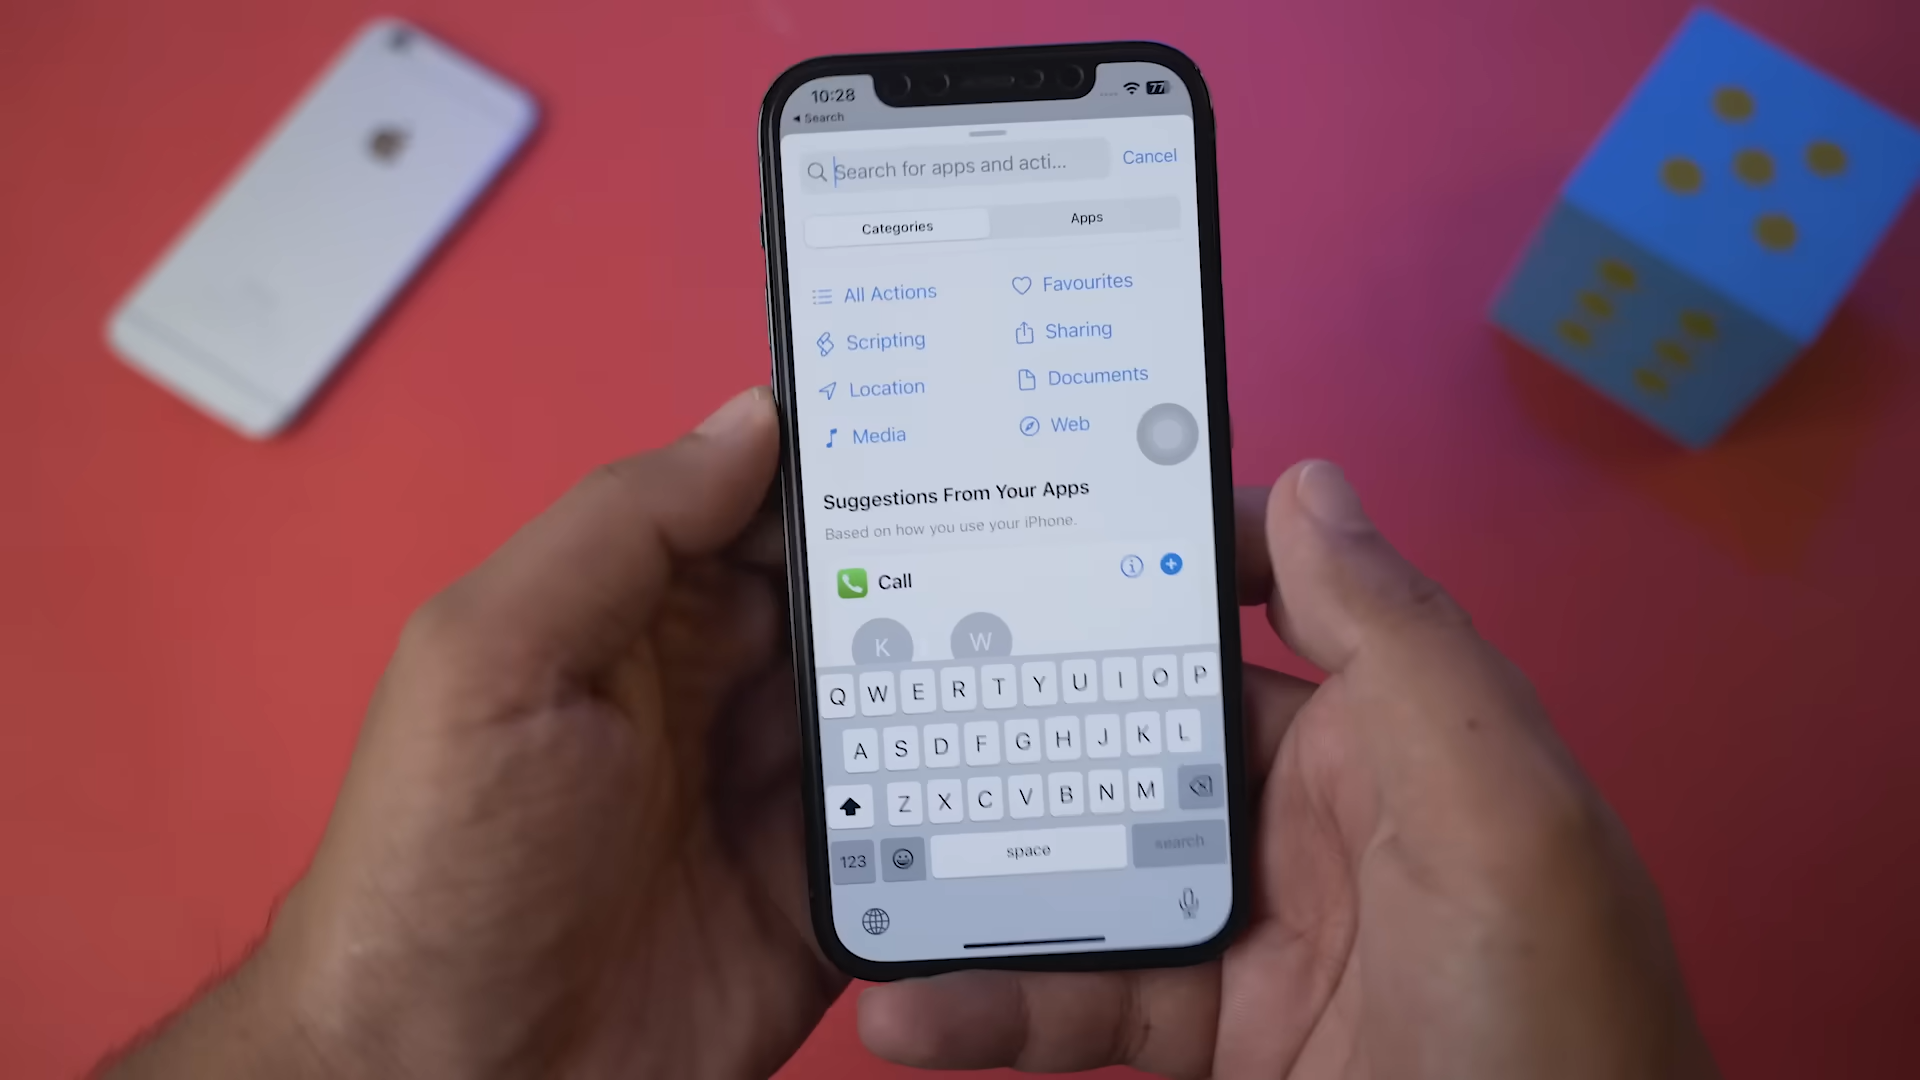 10:28
77
Search
Search for apps and acti...
Cancel
Categories
Apps
All Actions
Favourites
Scripting
Sharing
Location
Documents
Media
Web
Suggestions From Your Apps
Based on how you use your iPhone.
Call
K
W
Q W E R T Y U I O P
A S D F G H J K L
Z X C V B N M
123
space
search